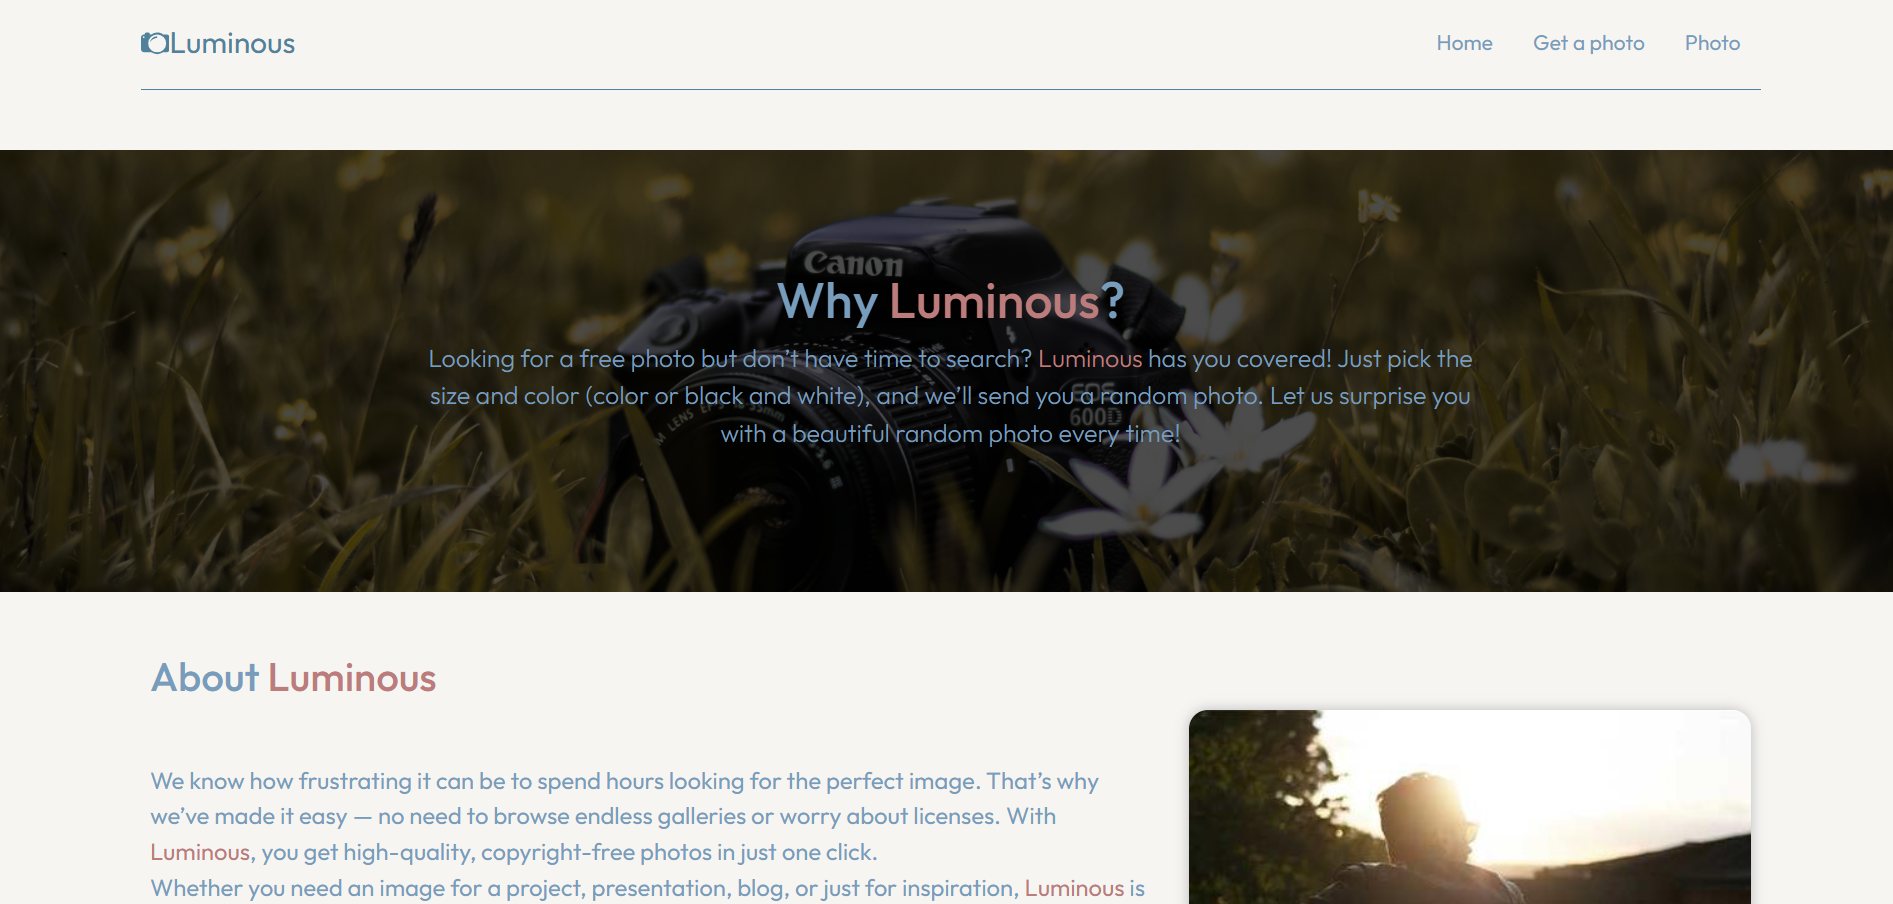 Luminous
Home Get a photo Photo
Canon
Why Luminous?
Looking for a free photo but don’t have time to search? Luminous has you covered! Just pick the
size and color (color or black and white), and we’ll send you a random photo. Let us surprise you
EOS
600D
with a beautiful random photo every time!
About Luminous
We know how frustrating it can be to spend hours looking for the perfect image. That’s why
we’ve made it easy — no need to browse endless galleries or worry about licenses. With
Luminous, you get high-quality, copyright-free photos in just one click.
Whether you need an image for a project, presentation, blog, or just for inspiration, Luminous is